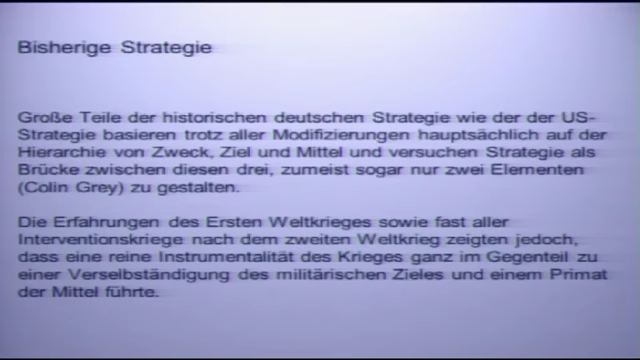 Bisherige Strategie
Große Teile der historischen deutschen Strategie wie der der US-
Strategie basieren trotz aller Modifizierungen hauptsächlich auf der
Hierarchie von Zweck, Ziel und Mittel und versuchen Strategie als
Brücke zwischen diesen drei, zumeist sogar nur zwei Elementen
(Colin Grey) zu gestalten.
Die Erfahrungen des Ersten Weltkrieges sowie fast aller
Interventionskriege nach dem zweiten Weltkrieg zeigten jedoch,
dass eine reine Instrumentalität des Krieges ganz im Gegenteil zu
einer Verselbständigung des militärischen Zieles und einem Primat
der Mittel führte.